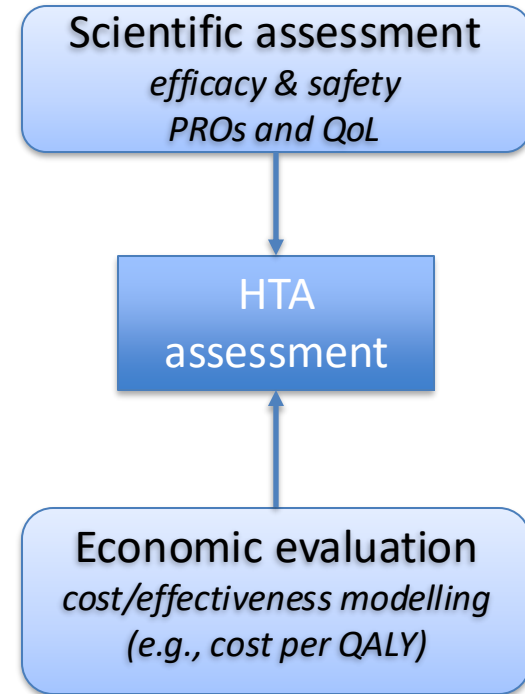 Scientific assessment
efficacy & safety
PROs and QoL
HTA
assessment
Economic evaluation
cost/effectiveness modelling
(e.g., cost per QALY)